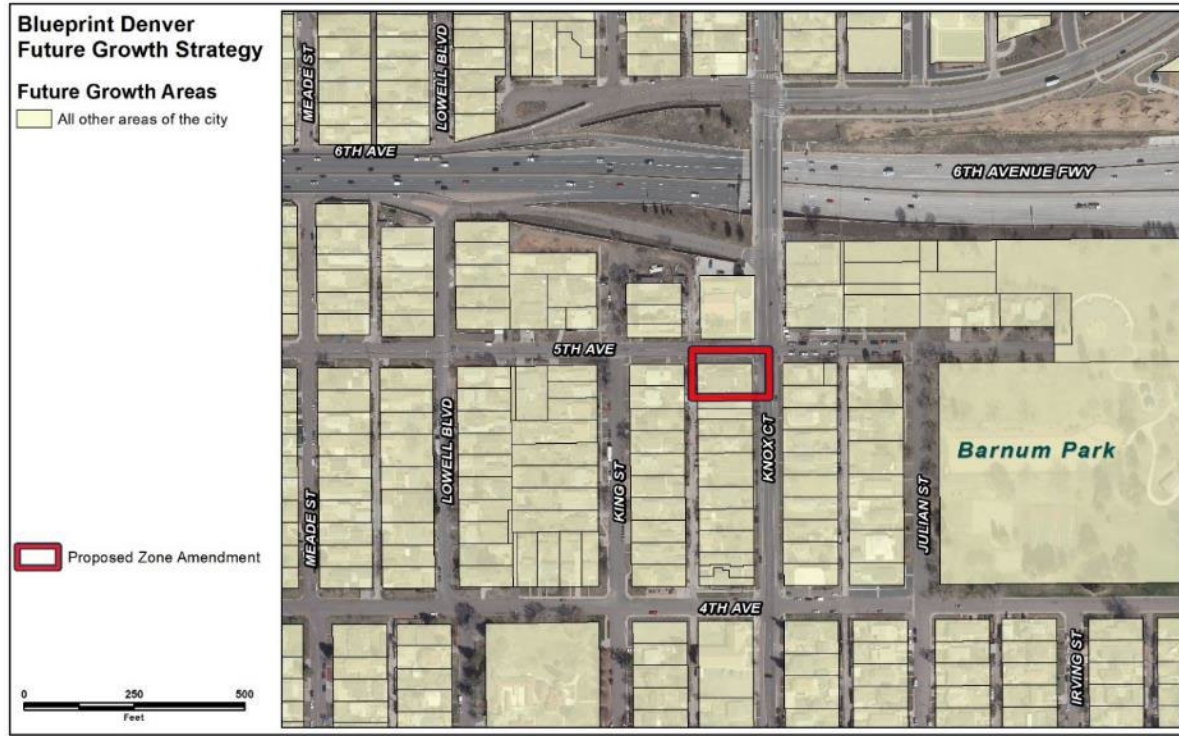 Blueprint Denver
Future Growth Strategy
Future Growth Areas
All other areas of the city
Proposed Zone Amendment
0 250 500
Feet
MEADE ST
LOWELL BLVD
6TH AVE
6TH AVENUE FWY
5TH AVE
KNOX CT
LOWELL BLVD
KING ST
MEADE ST
JULIAN ST
Barnum Park
4TH AVE
IRVING ST